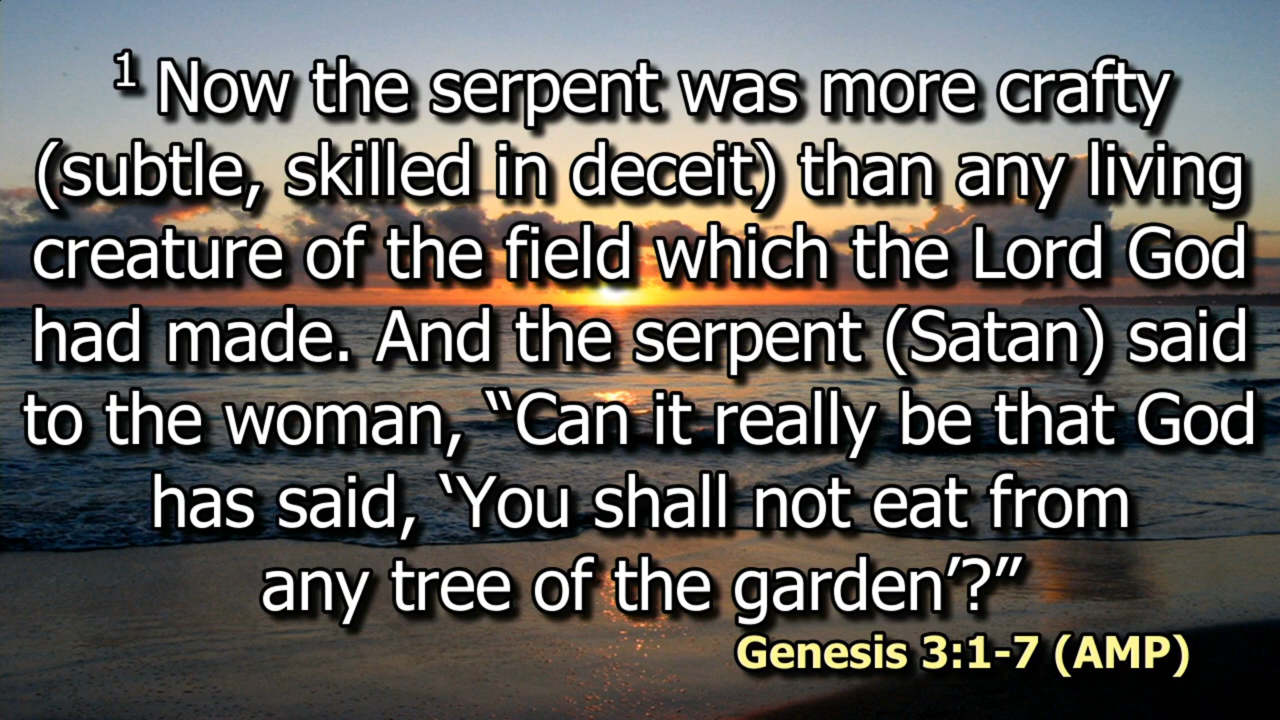 1 Now the serpent was more crafty
(subtle, skilled in deceit) than any living
creature of the field which the Lord God
had made. And the serpent (Satan) said
to the woman, “Can it really be that God
has said, ‘You shall not eat from
any tree of the garden’?”
Genesis 3:1-7 (AMP)